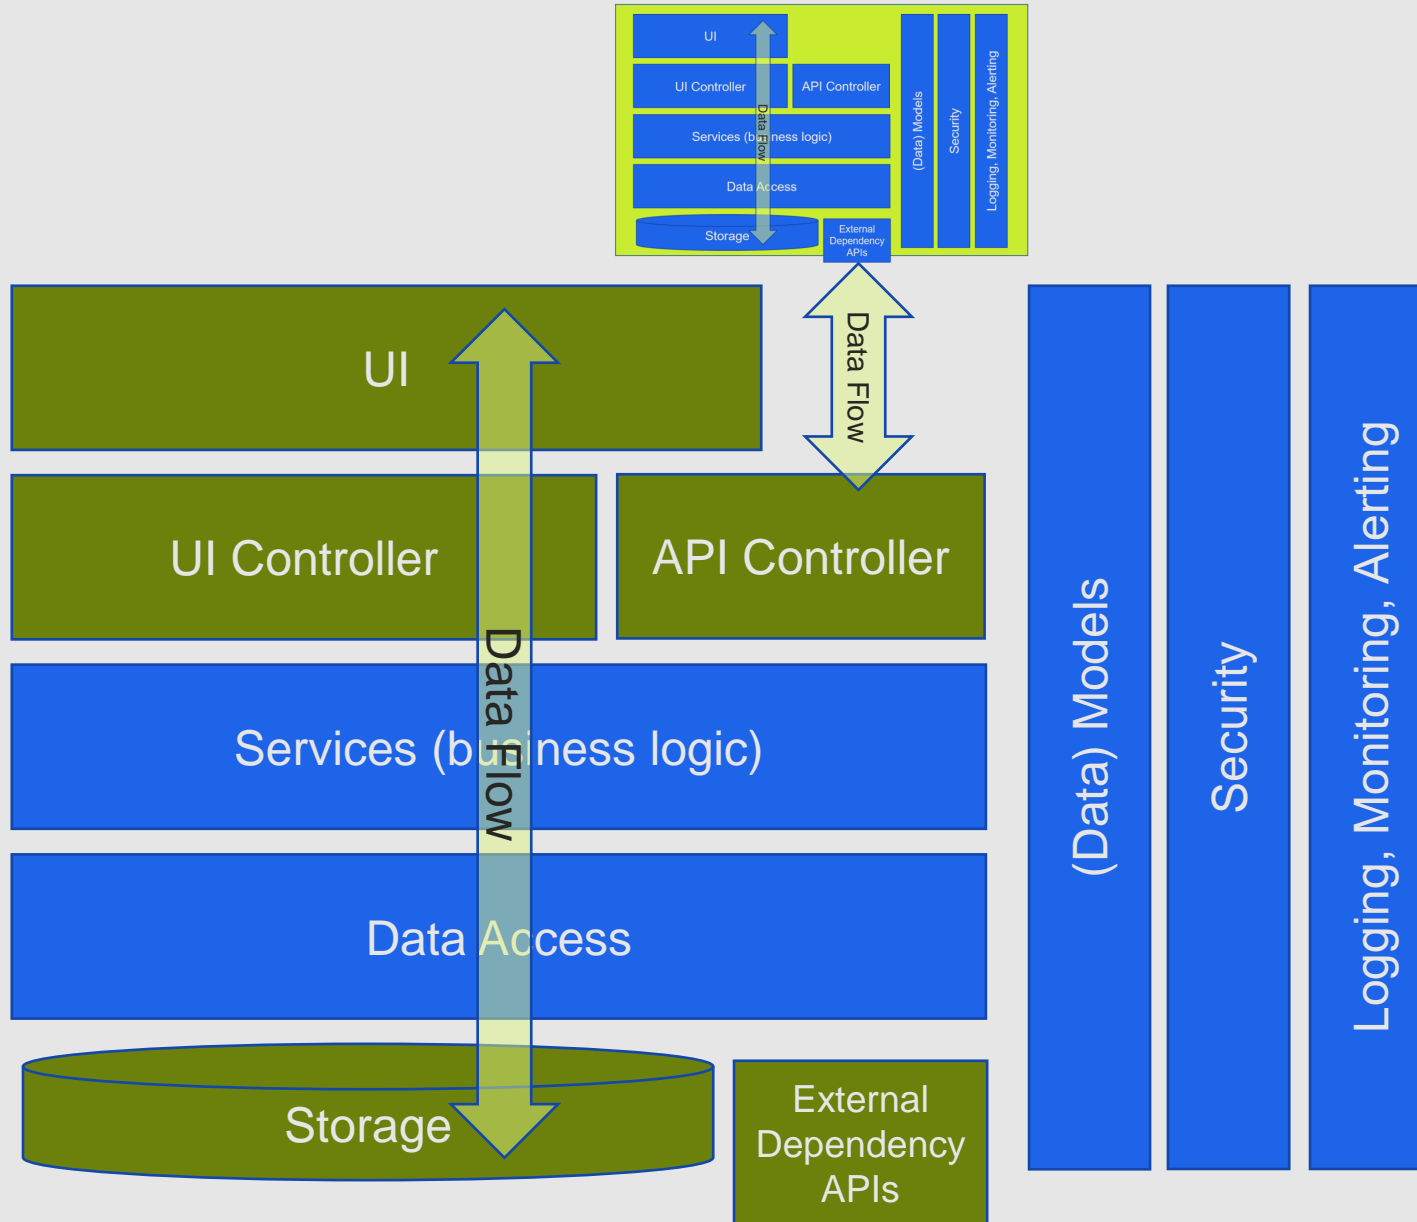 UI
UI Controller
API Controller
Services (business logic)
Data Access
Storage
External
Dependency
APIs
Data Flow
(Data) Models
Security
Logging, Monitoring, Alerting
UI
Data Flow
UI Controller
API Controller
Services (business logic)
Data Flow
Data Access
Storage
External
Dependency
APIs
(Data) Models
Security
Logging, Monitoring, Alerting